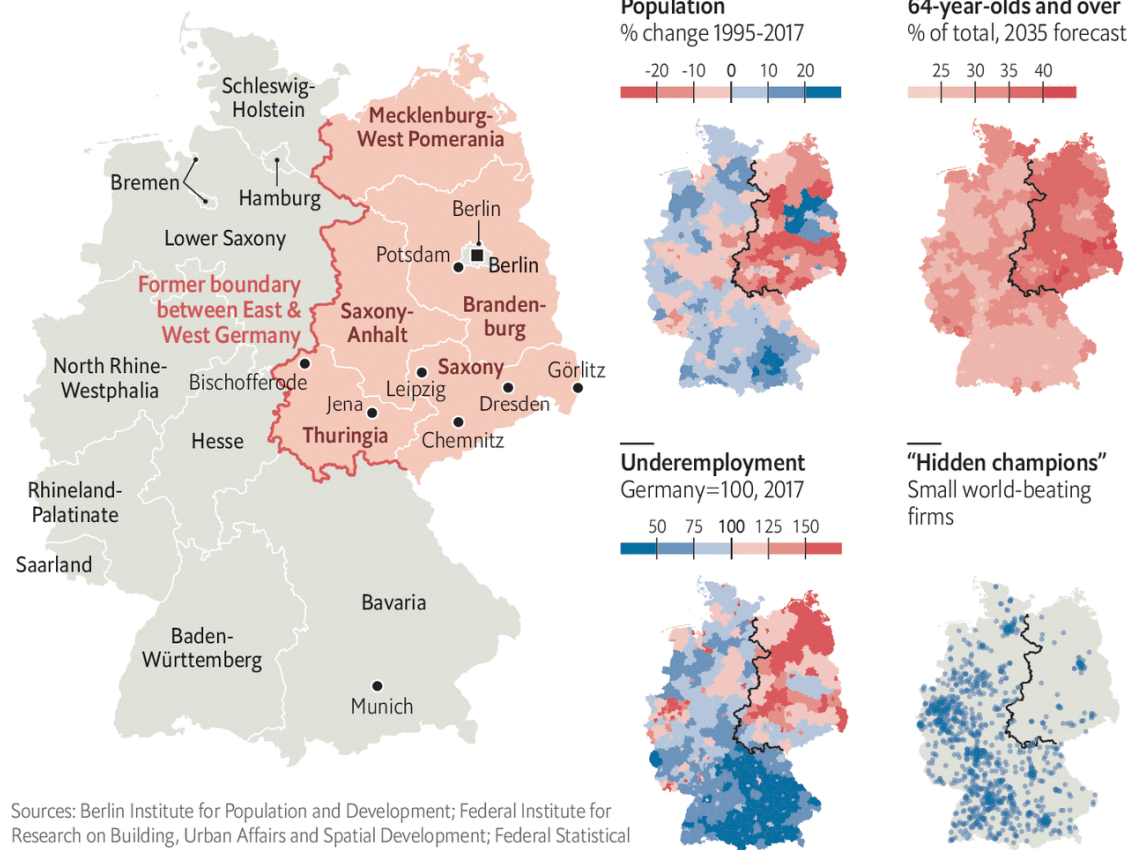 Schleswig-
Holstein
Mecklenburg-
West Pomerania
Bremen
Hamburg
Berlin
Lower Saxony
Potsdam
Berlin
Former boundary
between East &
West Germany
Saxony-
Anhalt
Branden-
burg
North Rhine-
Westphalia
Bischofferode
Leipzig
Saxony
Görlitz
Jena
Dresden
Hesse
Thuringia
Chemnitz
Rhineland-
Palatinate
Saarland
Bavaria
Baden-
Württemberg
Munich
Sources: Berlin Institute for Population and Development; Federal Institute for
Research on Building, Urban Affairs and Spatial Development; Federal Statistical
Population
% change 1995-2017
-20 -10 0 10 20
64-year-olds and over
% of total, 2035 forecast
25 30 35 40
Underemployment
Germany=100, 2017
50 75 100 125 150
“Hidden champions”
Small world-beating
firms